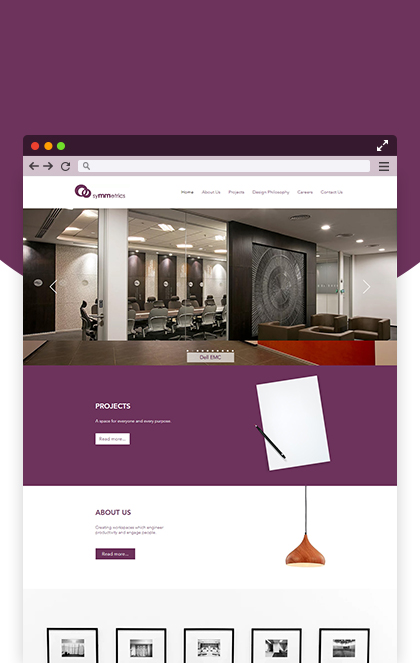 symmetrics
Home About Us Projects Design Philosophy Careers Contact Us
Dell EMC
PROJECTS
A space for everyone and every purpose
Read more...
ABOUT US
Creating workspaces which engineer
productivity and engage people.
Read more...